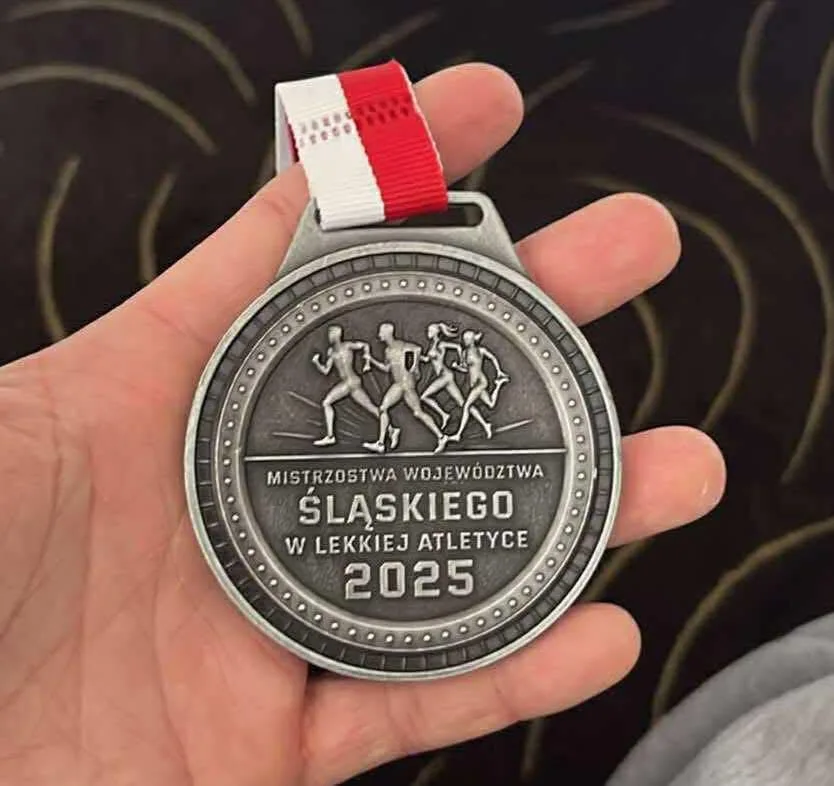 MISTRZOSTWA WOJEWÓDZTWA
ŚLĄSKIEGO
W LEKKIEJ ATLETYCE
2025